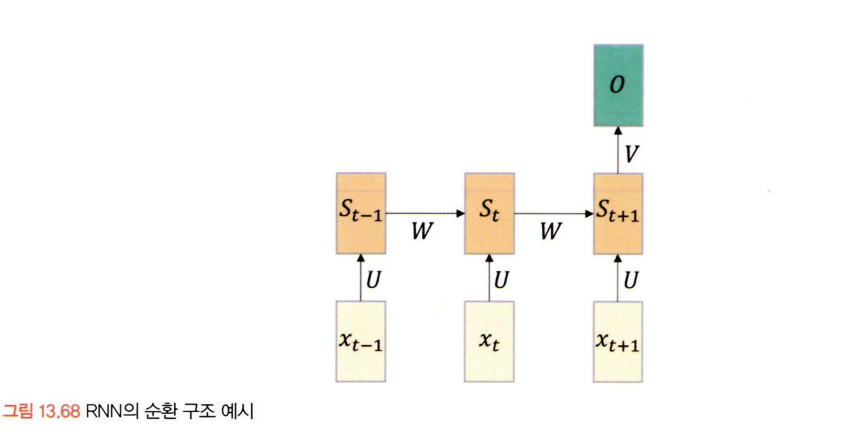 O
V
S_{t-1} S_t S_{t+1}
W W
U U U
x_{t-1} x_t x_{t+1}
그림 13.68 RNN의 순환 구조 예시